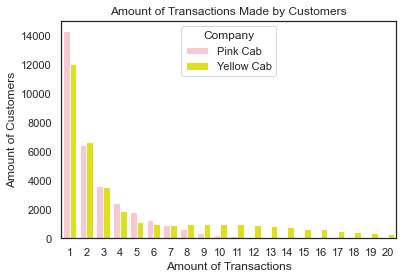 Amount of Transactions Made by Customers
Company
Pink Cab
Yellow Cab
Amount of Customers
14000
12000
10000
8000
6000
4000
2000
0
1 2 3 4 5 6 7 8 9 10 11 12 13 14 15 16 17 18 19 20
Amount of Transactions